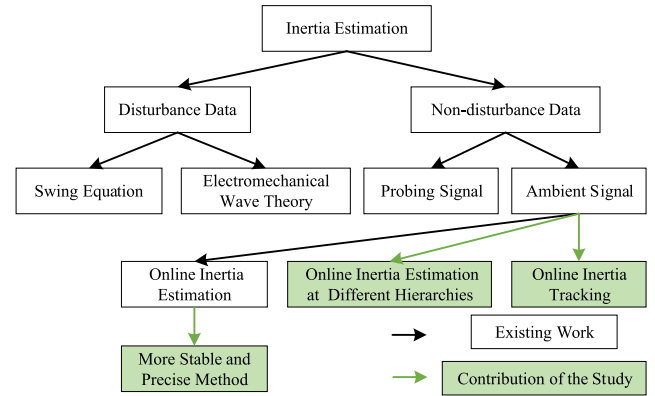 Inertia Estimation
Disturbance Data
Non-disturbance Data
Swing Equation
Electromechanical
Wave Theory
Probing Signal
Ambient Signal
Online Inertia
Estimation
Online Inertia Estimation
at Different Hierarchies
Online Inertia
Tracking
More Stable and
Precise Method
Existing Work
Contribution of the Study